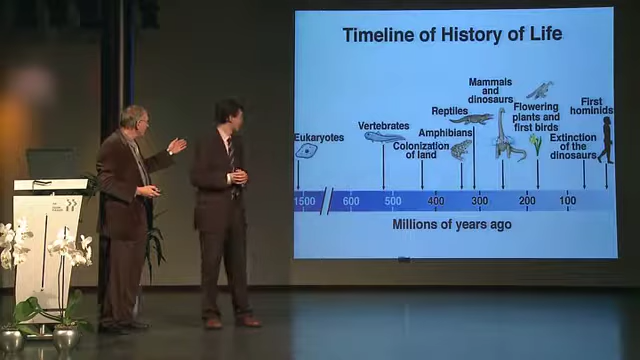 Timeline of History of Life
Mammals
and
dinosaurs
Reptiles
Flowering
plants and
first birds
First
hominids
Vertebrates
Amphibians
Eukaryotes
Colonization
of land
Extinction
of the
dinosaurs
1500 600 500 400 300 200 100
Millions of years ago